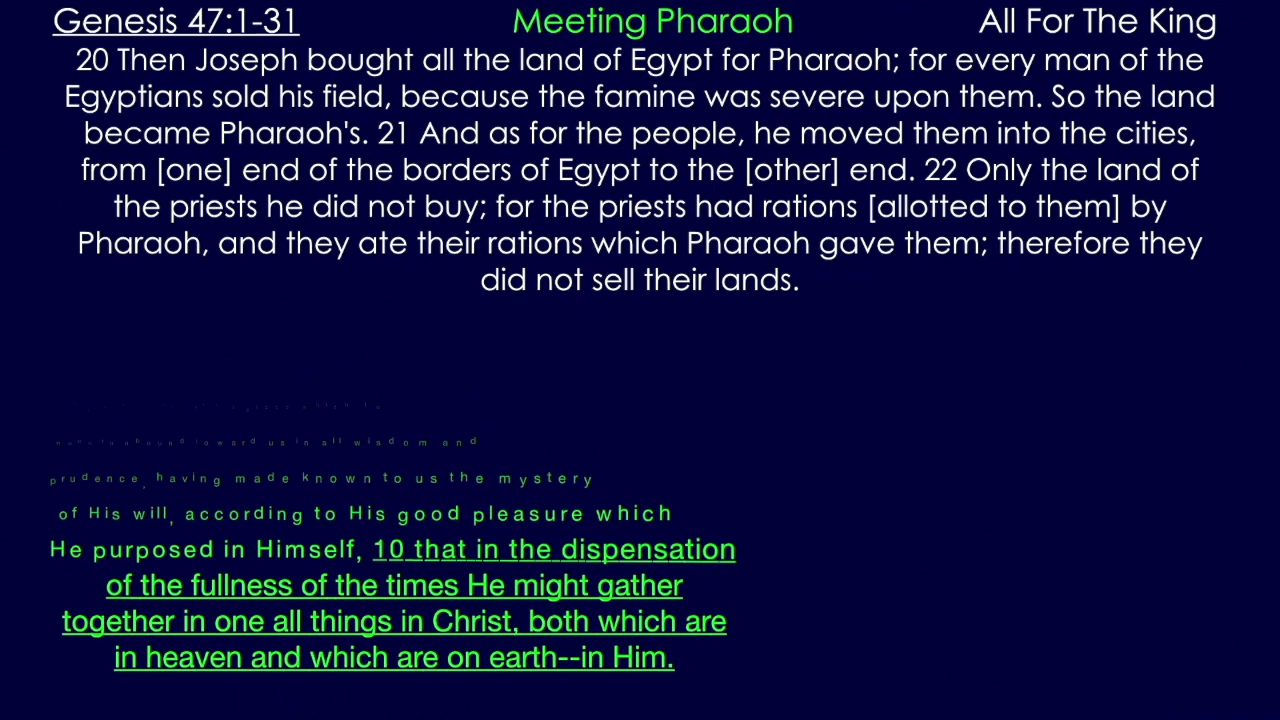 Genesis 47:1-31 Meeting Pharaoh All For The King
20 Then Joseph bought all the land of Egypt for Pharaoh; for every man of the
Egyptians sold his field, because the famine was severe upon them. So the land
became Pharaoh's. 21 And as for the people, he moved them into the cities,
from [one] end of the borders of Egypt to the [other] end. 22 Only the land of
the priests he did not buy; for the priests had rations [allotted to them] by
Pharaoh, and they ate their rations which Pharaoh gave them; therefore they
did not sell their lands.
toward us in all wisdom and
prudence, having made known to us the mystery
of His will, according to His good pleasure which
He purposed in Himself, 10 that in the dispensation
of the fullness of the times He might gather
together in one all things in Christ, both which are
in heaven and which are on earth--in Him.